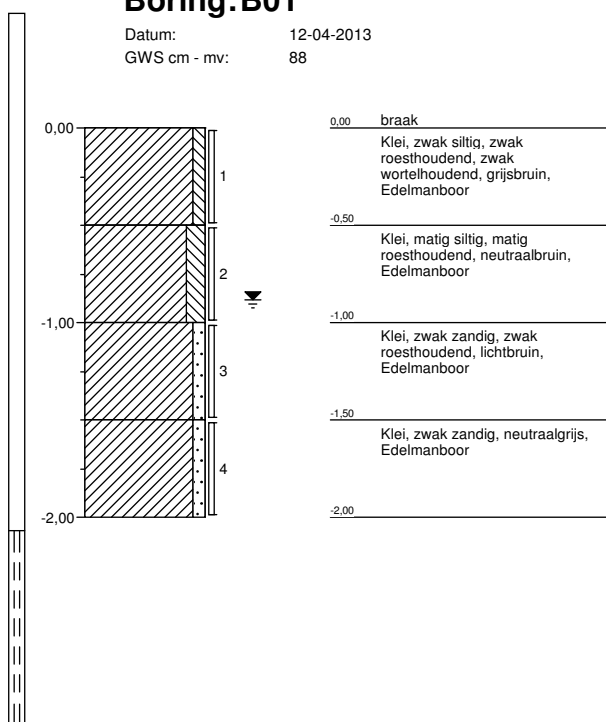 Boring: B01
Datum: 12-04-2013
GWS cm - mv: 88
0,00
-1,00
-2,00
1
2
3
4
0,00 braak
Klei, zwak siltig, zwak
roesthoudend, zwak
wortelhoudend, grijsbruin,
Edelmanboor
-0,50
Klei, matig siltig, matig
roesthoudend, neutraalbruin,
Edelmanboor
-1,00
Klei, zwak zandig, zwak
roesthoudend, lichtbruin,
Edelmanboor
-1,50
Klei, zwak zandig, neutraalgrijs,
Edelmanboor
-2,00